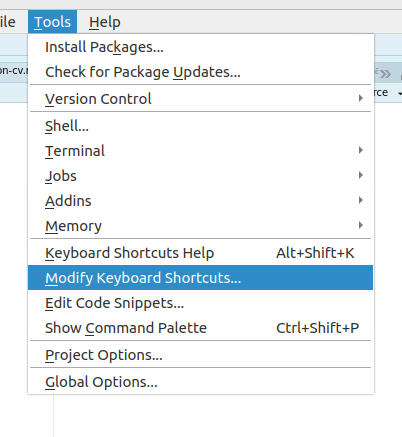 ile Tools Help
Install Packages...
Check for Package Updates...
on-cv.
Version Control
rce
Shell...
Terminal
Jobs
Addins
Memory
Keyboard Shortcuts Help Alt+Shift+K
Modify Keyboard Shortcuts...
Edit Code Snippets...
Show Command Palette Ctrl+Shift+P
Project Options...
Global Options...